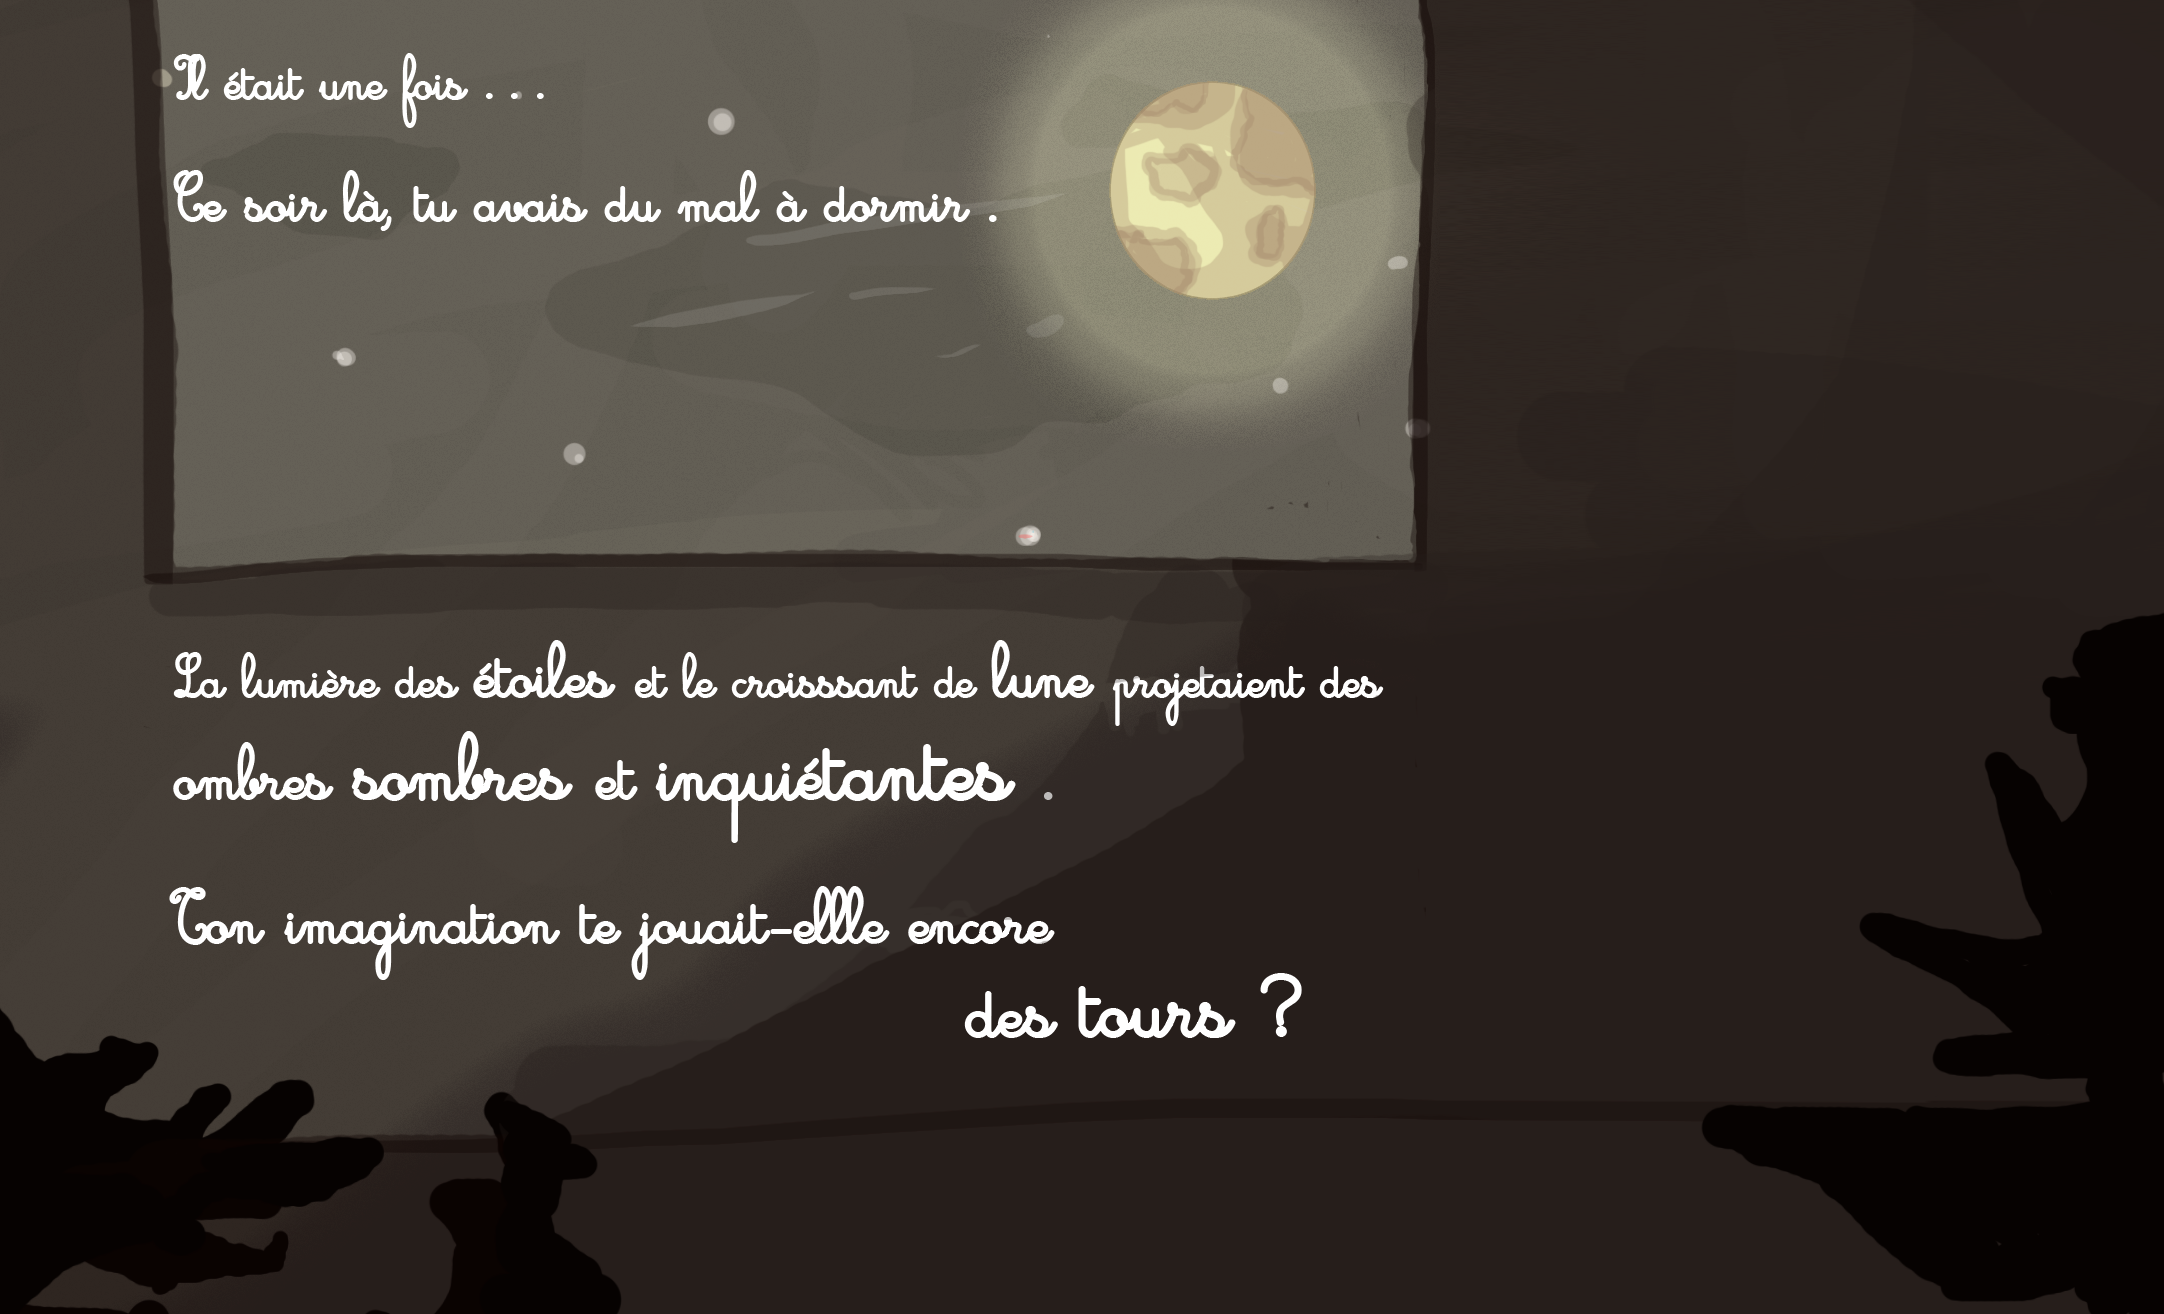 Il était une fois . . .
Ce soir là, tu avais du mal à dormir .
La lumière des étoiles et le croisssant de lune projetaient des
ombres sombres et inquiétantes .
Ton imagination te jouait-ellle encore
des tours ?